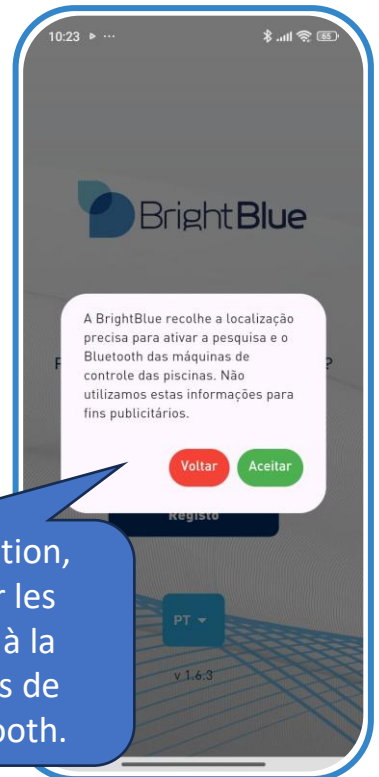 10:23
65
BrightBlue
A BrightBlue recolhe a localização
precisa para ativar a pesquisa e o
Bluetooth das máquinas de
controle das piscinas. Não
utilizamos estas informações para
fins publicitários.
?
Voltar Aceitar
Registo
tion,
r les
à la
s de
ooth.
PT
v 1.6.3